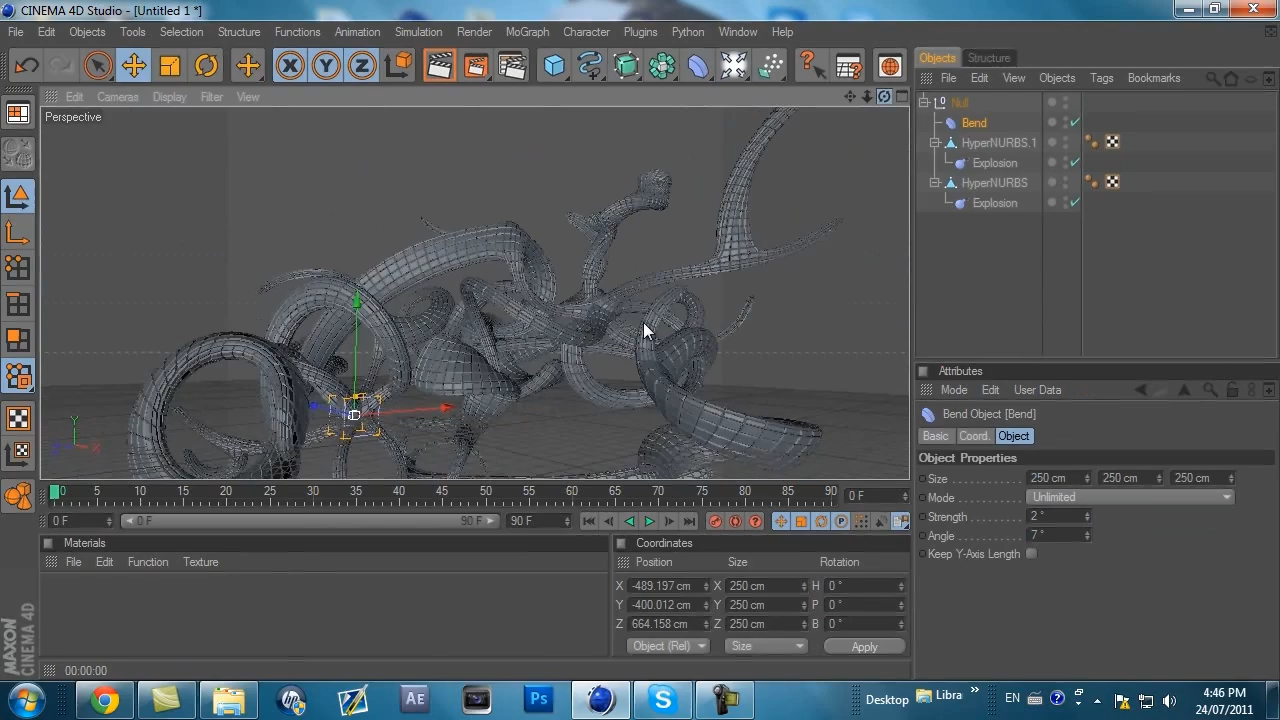 CINEMA 4D Studio - [Untitled 1 *]
File Edit Objects Tools Selection Structure Functions Animation Simulation Render MoGraph Character Plugins Python Window Help
Objects Structure
File Edit View Objects Tags Bookmarks
Edit Cameras Display Filter View
Perspective
Null
Bend
HyperNURBS.1
Explosion
HyperNURBS
Explosion
Attributes
Mode Edit User Data
Bend Object [Bend]
Basic Coord. Object
Object Properties
Size 250 cm 250 cm 250 cm
Mode Unlimited
Strength 2 °
Angle 7 °
Keep Y-Axis Length
Y
Z X
0 5 10 15 20 25 30 35 40 45 50 55 60 65 70 75 80 85 90 0 F
0 F 0 F 90 F 90 F
Materials
File Edit Function Texture
Coordinates
Position Size Rotation
X -489.197 cm X 250 cm H 0 °
Y -400.012 cm Y 250 cm P 0 °
Z 664.158 cm Z 250 cm B 0 °
Object (Rel) Size Apply
MAXON
CINEMA 4D
00:00:00
hp AE Ps S
Desktop Libra » EN 4:46 PM
24/07/2011